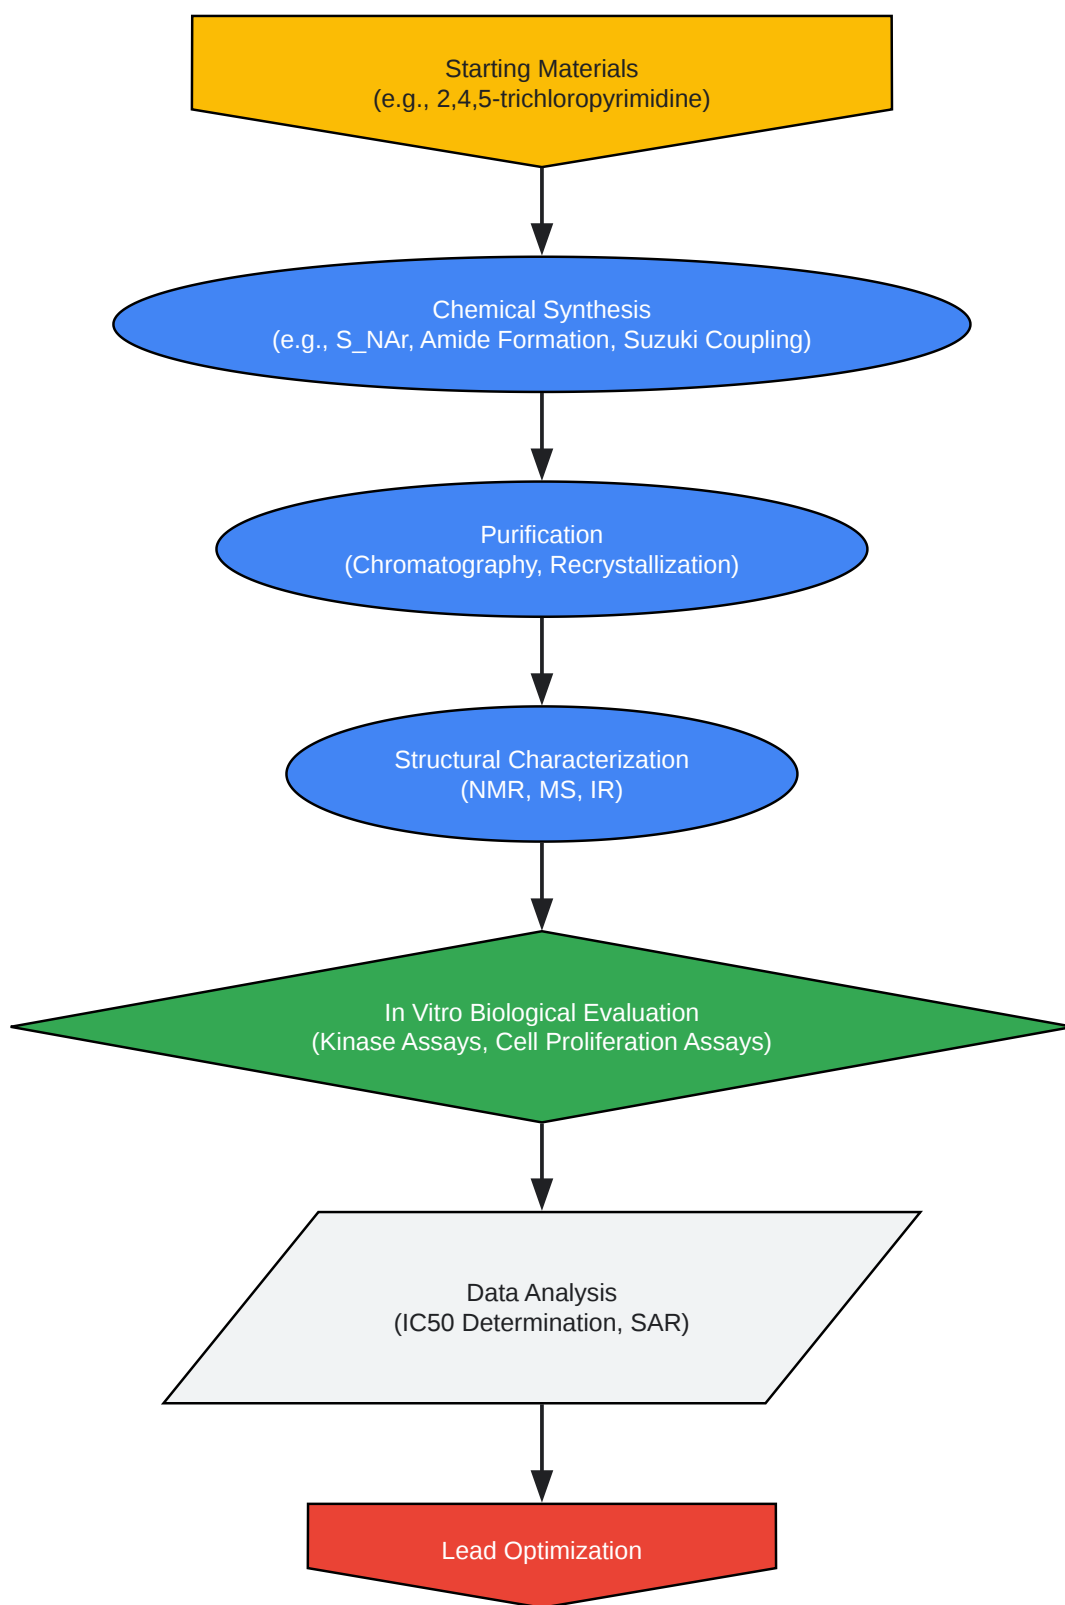 Starting Materials
(e.g., 2,4,5-trichloropyrimidine)
Chemical Synthesis
(e.g., S_NAr, Amide Formation, Suzuki Coupling)
Purification
(Chromatography, Recrystallization)
Structural Characterization
(NMR, MS, IR)
In Vitro Biological Evaluation
(Kinase Assays, Cell Proliferation Assays)
Data Analysis
(IC50 Determination, SAR)
Lead Optimization